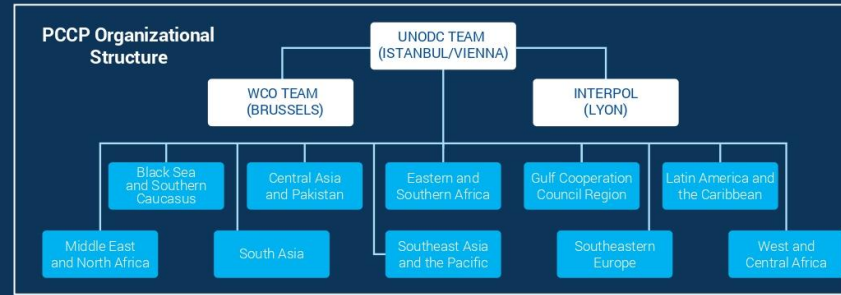 PCCP Organizational
Structure
UNODC TEAM
(ISTANBUL/VIENNA)
WCO TEAM
(BRUSSELS)
INTERPOL
(LYON)
Black Sea
and Southern
Caucasus
Central Asia
and Pakistan
Eastern and
Southern Africa
Gulf Cooperation
Council Region
Latin America and
the Caribbean
Middle East
and North Africa
South Asia
Southeast Asia
and the Pacific
Southeastern
Europe
West and
Central Africa